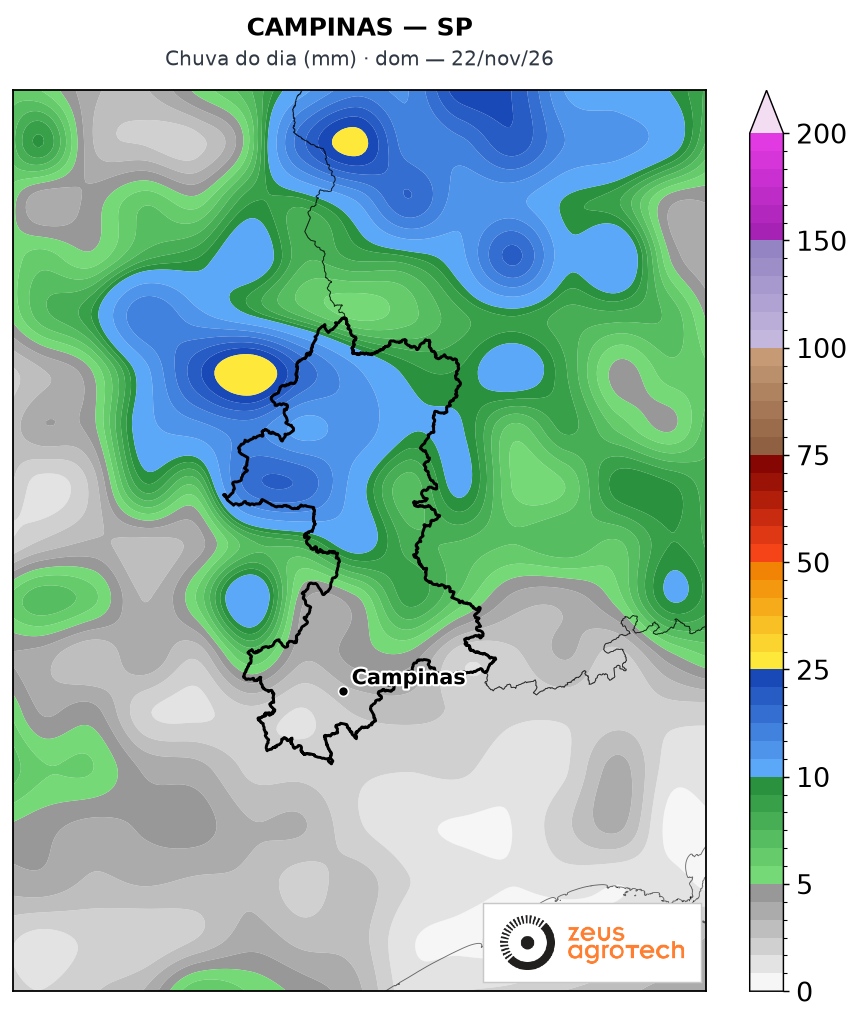 CAMPINAS — SP
Chuva do dia (mm) · dom — 22/nov/26
200
150
100
75
50
25
10
5
0
Campinas
zeus
agrotech